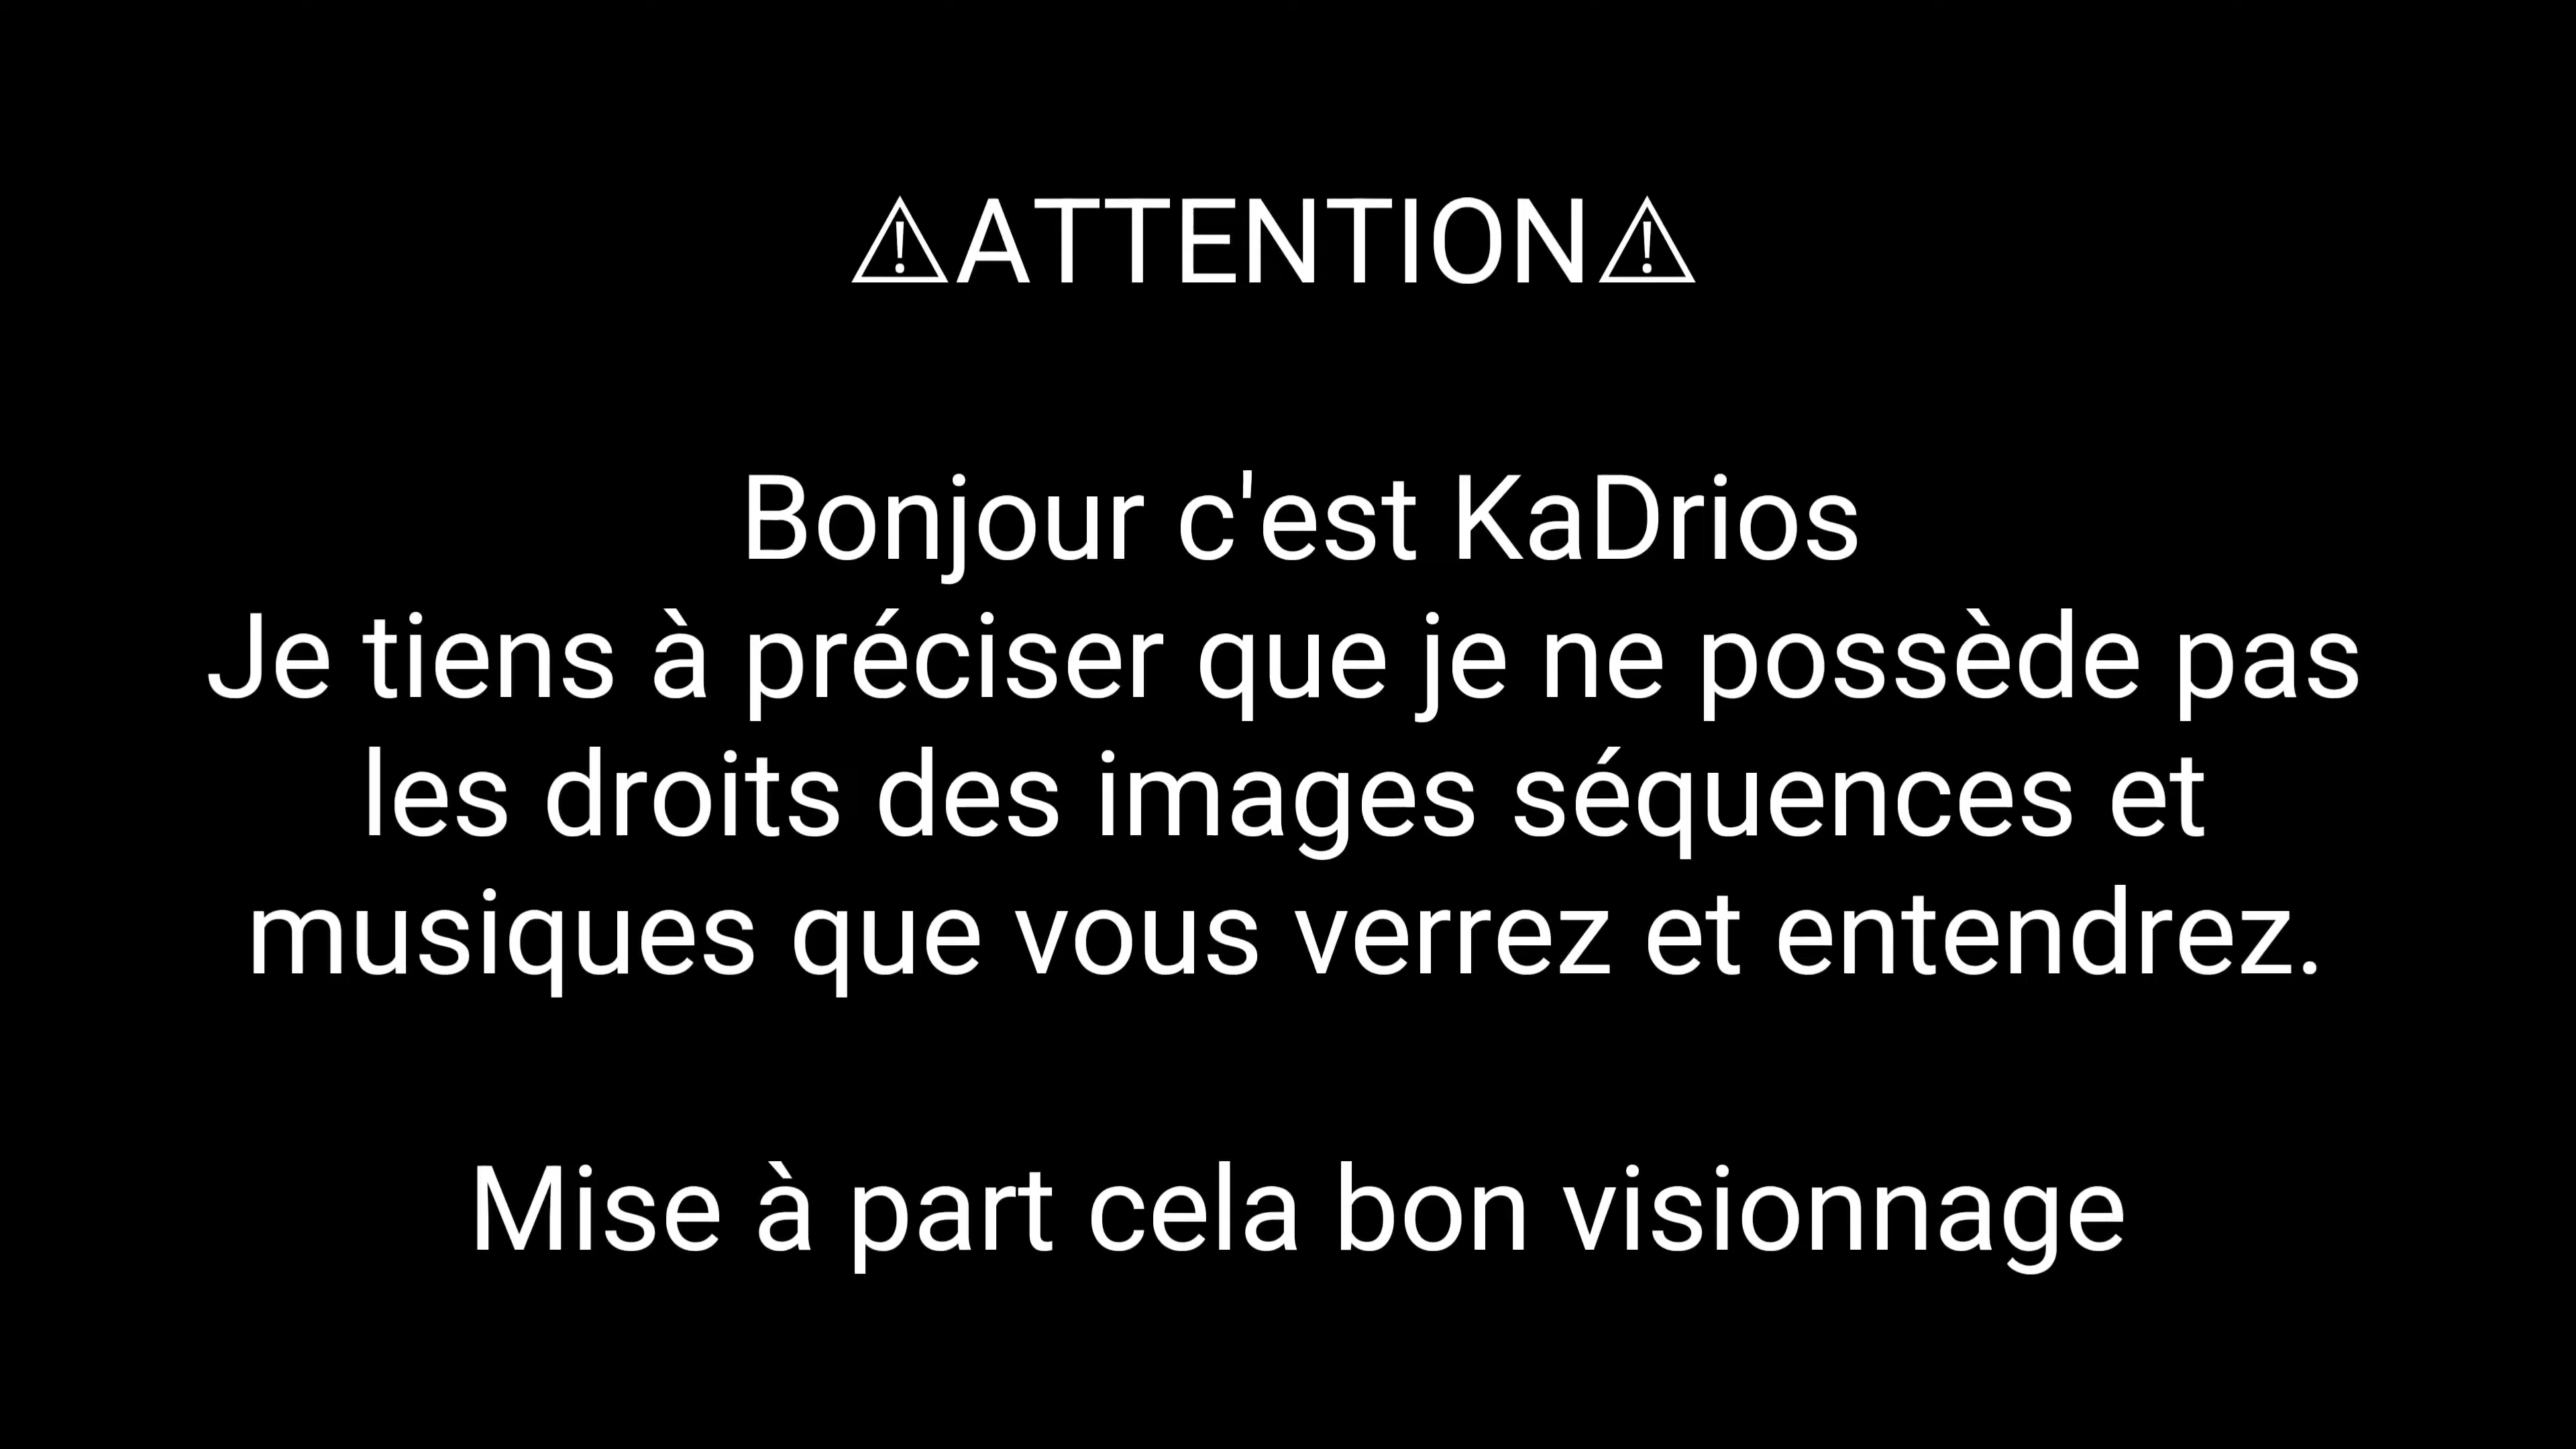 ⚠ATTENTION⚠
Bonjour c'est KaDrios
Je tiens à préciser que je ne possède pas
les droits des images séquences et
musiques que vous verrez et entendrez.
Mise à part cela bon visionnage